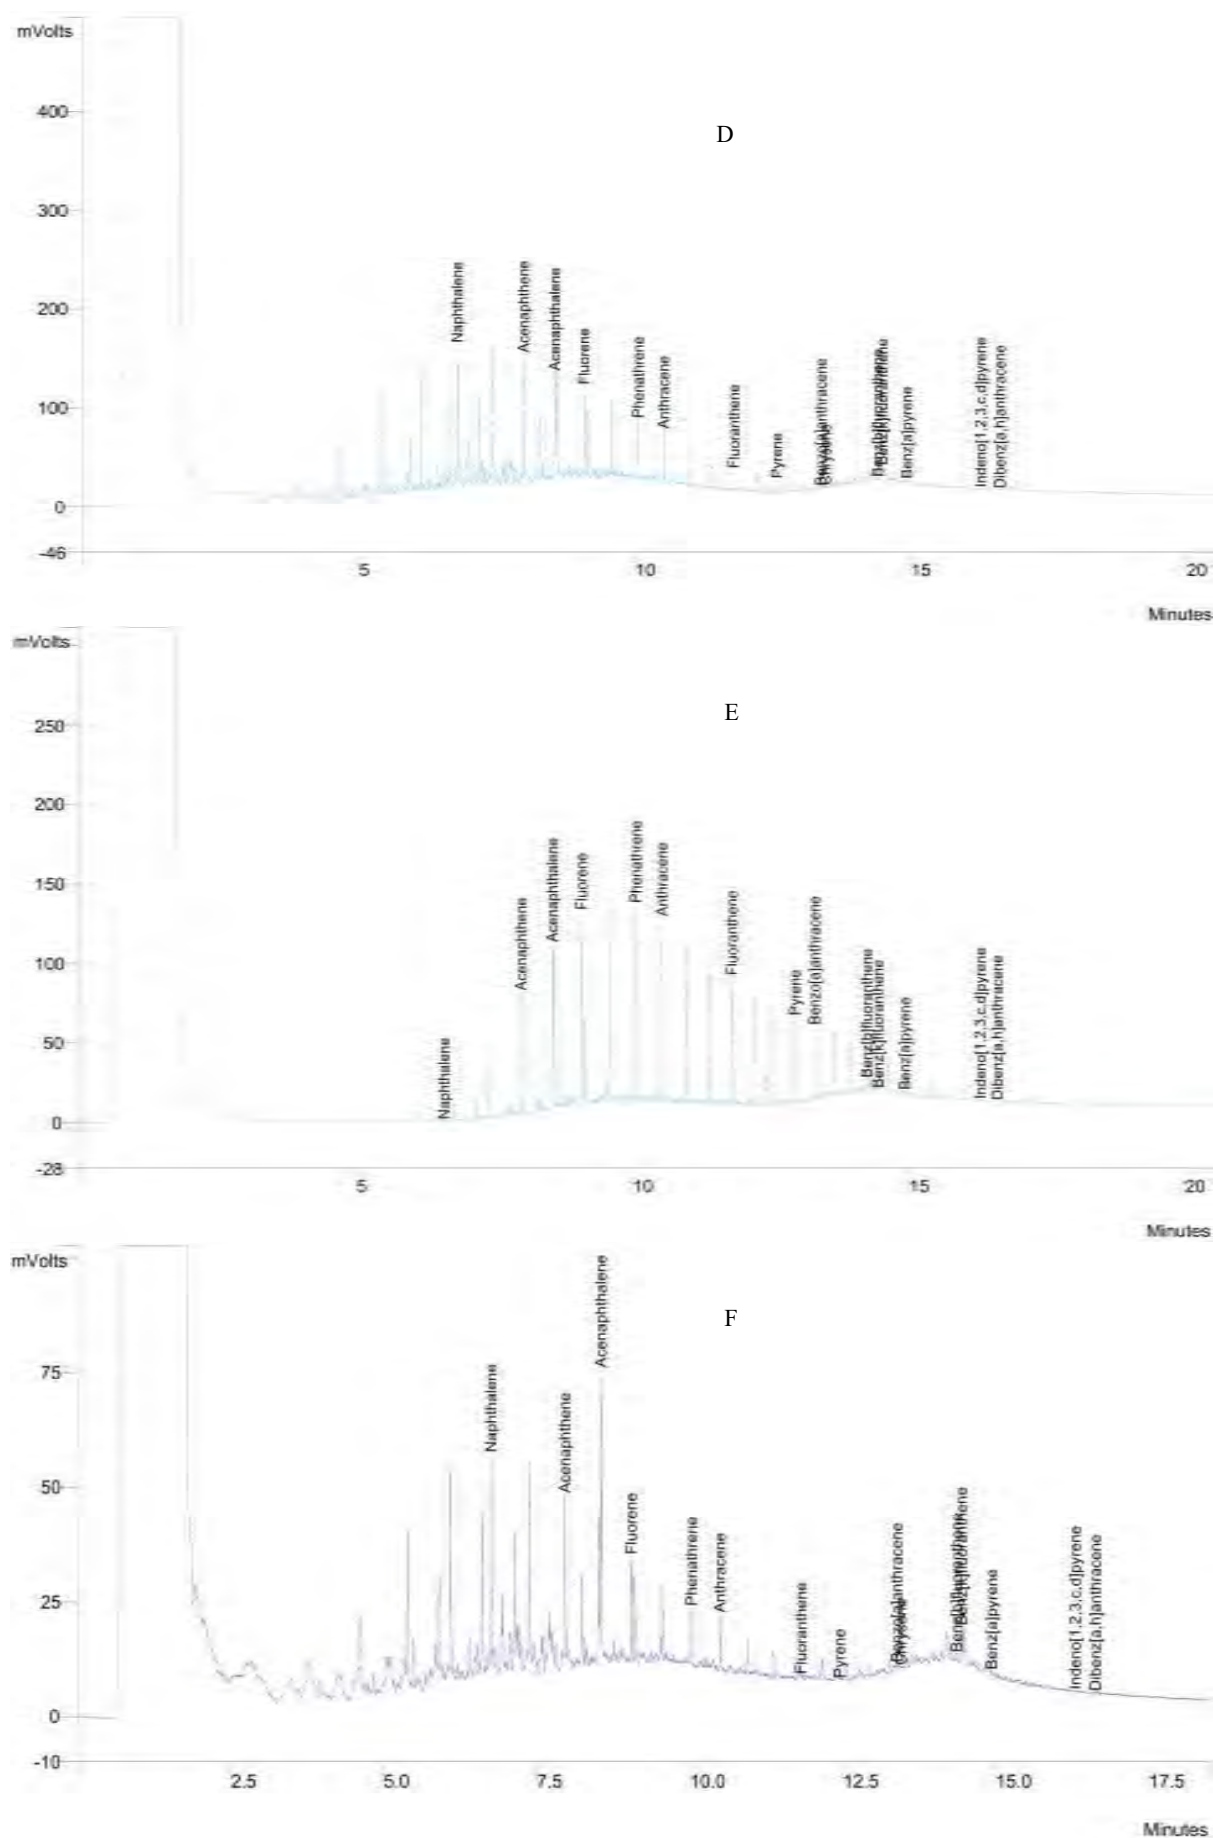 mVolts
D
400
300
200
100
0
-46
Naphthalene
Acenaphthene
Acenaphthalene
Fluorene
Phenathrene
Anthracene
Fluoranthene
Pyrene
Chrysene
Benz[a]pyrene
Indeno[1,2,3,c,d]pyrene
Dibenz[a,h]anthracene
5 10 15 20
Minutes
mVolts
E
250
200
150
100
50
0
-28
Naphthalene
Acenaphthene
Acenaphthalene
Fluorene
Phenathrene
Anthracene
Fluoranthene
Pyrene
Benzo[a]anthracene
Benz[b]fluoranthene
Benz[k]fluoranthene
Benz[a]pyrene
Indeno[1,2,3,c,d]pyrene
Dibenz[a,h]anthracene
5 10 15 20
Minutes
mVolts
F
75
50
25
0
-10
Naphthalene
Acenaphthene
Acenaphthalene
Fluorene
Phenathrene
Anthracene
Fluoranthene
Pyrene
Benzo[a]anthracene
Benz[a]pyrene
Indeno[1,2,3,c,d]pyrene
Dibenz[a,h]anthracene
2.5 5.0 7.5 10.0 12.5 15.0 17.5
Minutes